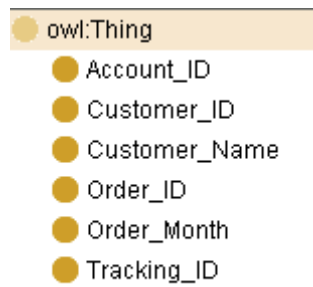 owl:Thing
Account_ID
Customer_ID
Customer_Name
Order_ID
Order_Month
Tracking_ID